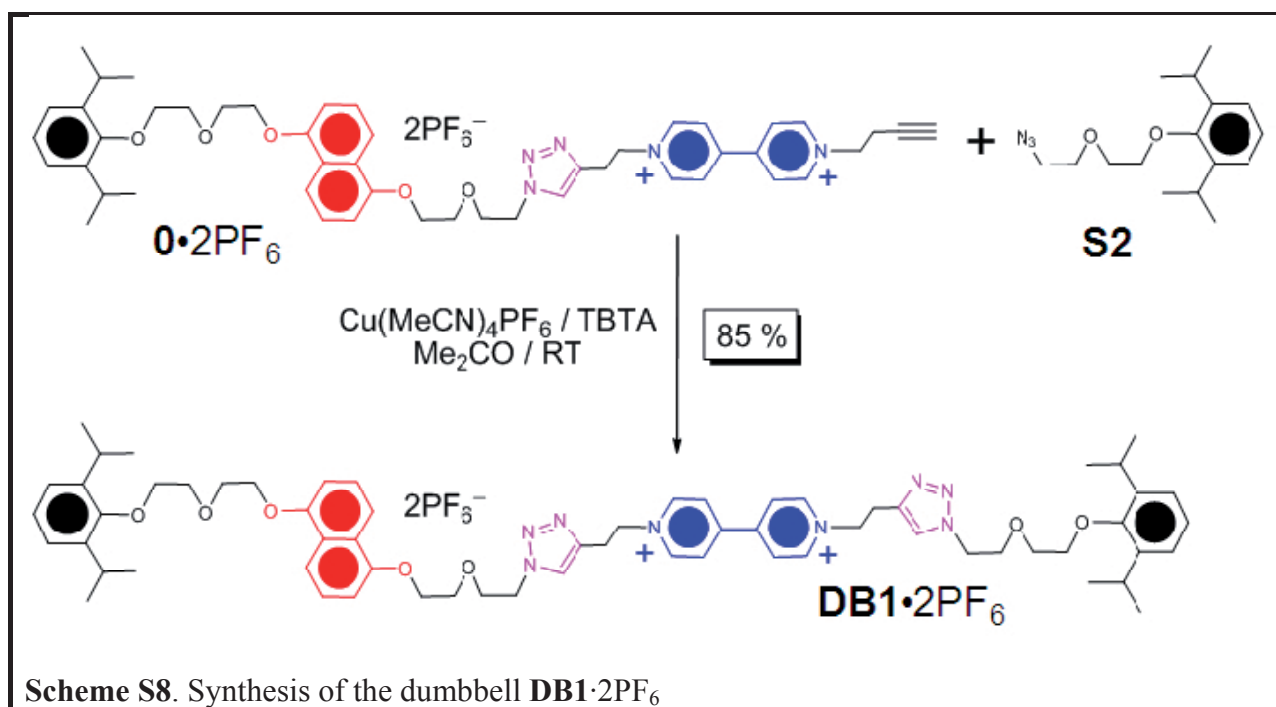 2PF₆⁻
+
N₃
0•2PF₆
S2
Cu(MeCN)₄PF₆ / TBTA
Me₂CO / RT
85 %
2PF₆⁻
DB1•2PF₆
Scheme S8. Synthesis of the dumbbell DB1·2PF₆